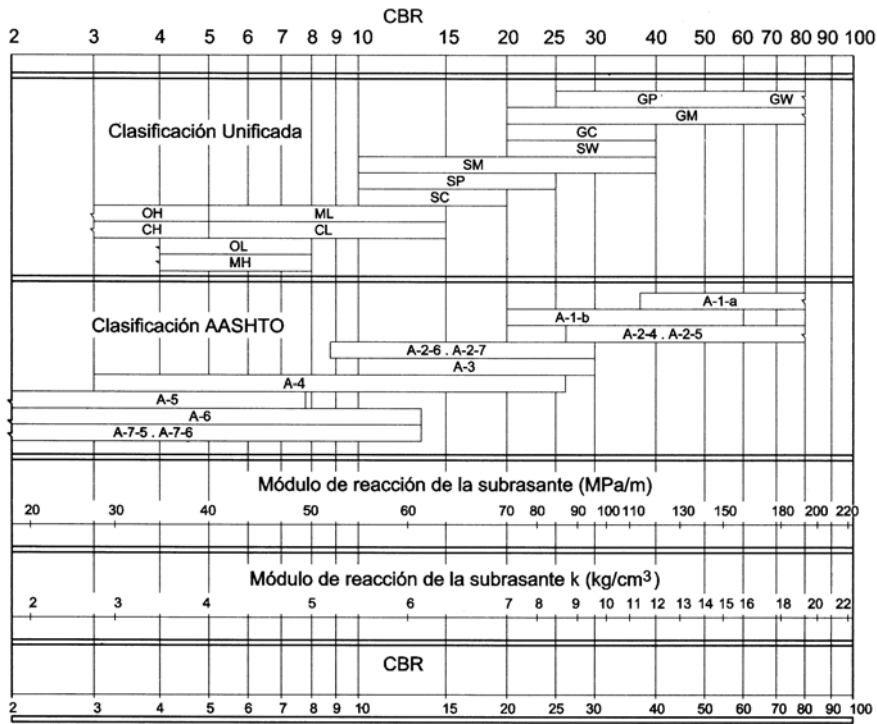 CBR
2 3 4 5 6 7 8 9 10 15 20 25 30 40 50 60 70 80 90 100
GP GW
GM
Clasificación Unificada
GC
SW
SM
SP
SC
OH ML
CH CL
OL
MH
A-1-a
Clasificación AASHTO
A-1-b
A-2-4 . A-2-5
A-2-6 . A-2-7
A-3
A-4
A-5
A-6
A-7-5 . A-7-6
Módulo de reacción de la subrasante (MPa/m)
20 30 40 50 60 70 80 90 100 110 130 150 180 200 220
Módulo de reacción de la subrasante k (kg/cm³)
2 3 4 5 6 7 8 9 10 11 12 13 14 15 16 18 20 22
CBR
2 3 4 5 6 7 8 9 10 15 20 25 30 40 50 60 70 80 90 100